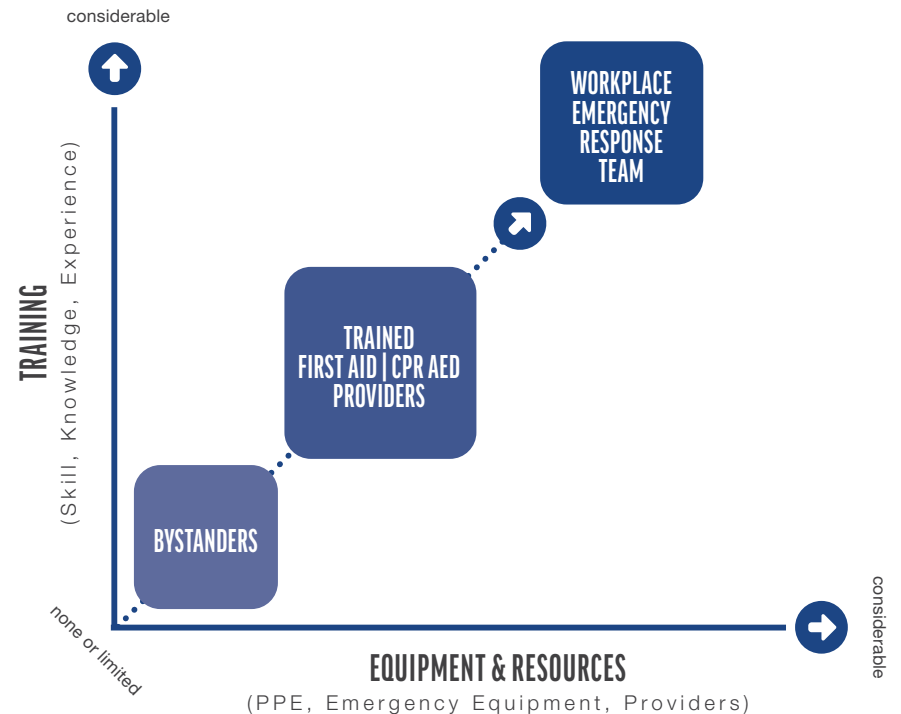 considerable
WORKPLACE
EMERGENCY
RESPONSE
TEAM
TRAINING
(Skill, Knowledge, Experience)
TRAINED
FIRST AID | CPR AED
PROVIDERS
BYSTANDERS
none or limited
considerable
EQUIPMENT & RESOURCES
(PPE, Emergency Equipment, Providers)